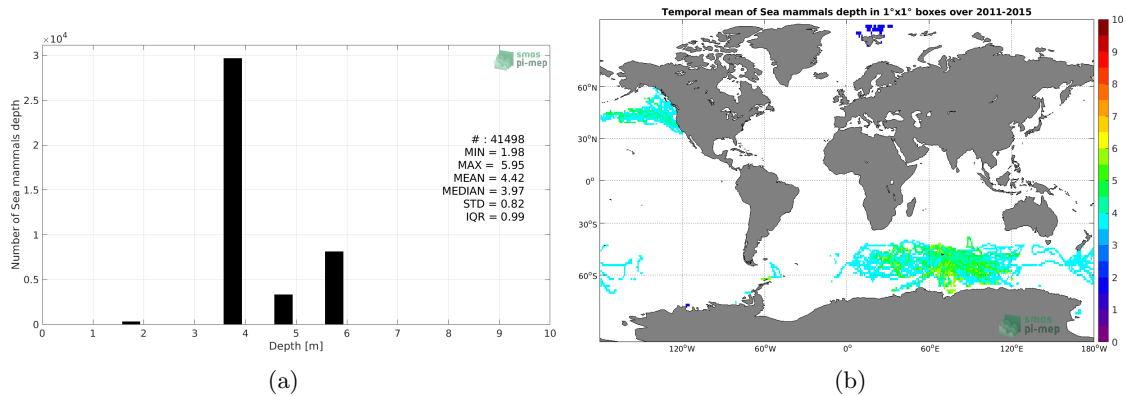 ×10⁴
3
2.5
2
1.5
1
0.5
0
Number of Sea mammals depth
smos
pi-mep
# : 41498
MIN = 1.98
MAX = 5.95
MEAN = 4.42
MEDIAN = 3.97
STD = 0.82
IQR = 0.99
0 1 2 3 4 5 6 7 8 9 10
Depth [m]
(a)
Temporal mean of Sea mammals depth in 1°x1° boxes over 2011-2015
60°N
30°N
0°
30°S
60°S
120°W 60°W 0° 60°E 120°E 180°W
smos
pi-mep
10
9
8
7
6
5
4
3
2
1
0
(b)